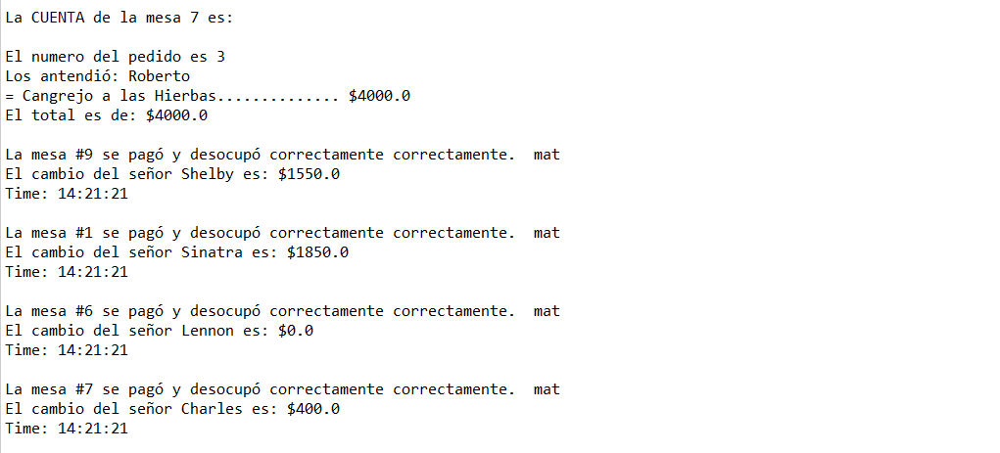 La CUENTA de la mesa 7 es:
El numero del pedido es 3
Los antendió: Roberto
= Cangrejo a las Hierbas.............. $4000.0
El total es de: $4000.0
La mesa #9 se pagó y desocupó correctamente correctamente.  mat
El cambio del señor Shelby es: $1550.0
Time: 14:21:21
La mesa #1 se pagó y desocupó correctamente correctamente.  mat
El cambio del señor Sinatra es: $1850.0
Time: 14:21:21
La mesa #6 se pagó y desocupó correctamente correctamente.  mat
El cambio del señor Lennon es: $0.0
Time: 14:21:21
La mesa #7 se pagó y desocupó correctamente correctamente.  mat
El cambio del señor Charles es: $400.0
Time: 14:21:21